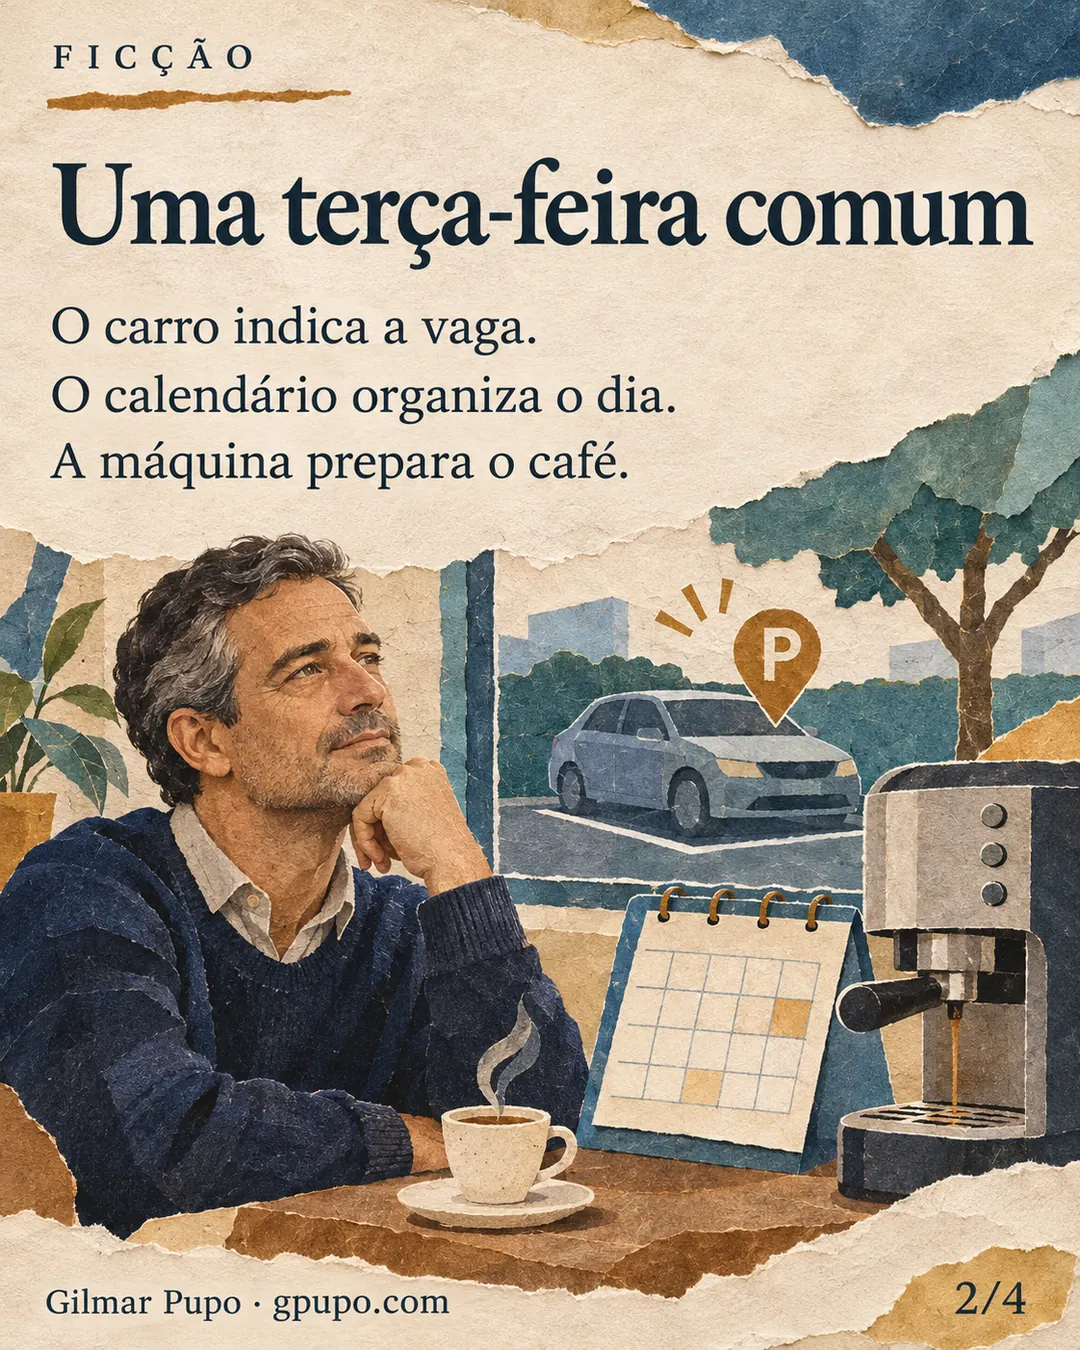 FICÇÃO
Uma terça-feira comum
O carro indica a vaga.
O calendário organiza o dia.
A máquina prepara o café.
P
Gilmar Pupo · gpupo.com
2/4